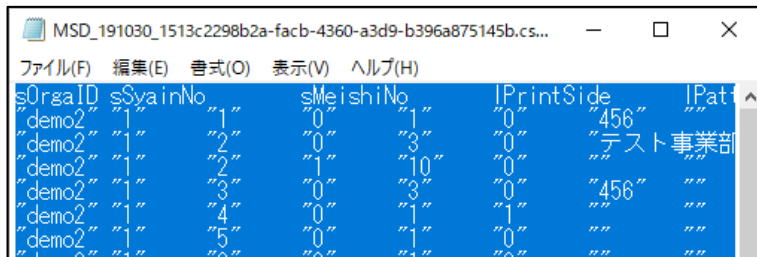 MSD_191030_1513c2298b2a-facb-4360-a3d9-b396a875145b.cs...
ファイル(F) 編集(E) 書式(O) 表示(V) ヘルプ(H)
sOrgaID sSyainNo sMeishiNo lPrintSide lPatt
"demo2" "1" "1" "0" "1" "0" "456" ""
"demo2" "1" "2" "0" "3" "0" "テスト事業部
"demo2" "1" "2" "1" "10" "0" "" ""
"demo2" "1" "3" "0" "3" "0" "456" ""
"demo2" "1" "4" "0" "1" "1" "" ""
"demo2" "1" "5" "0" "1" "0" "" ""